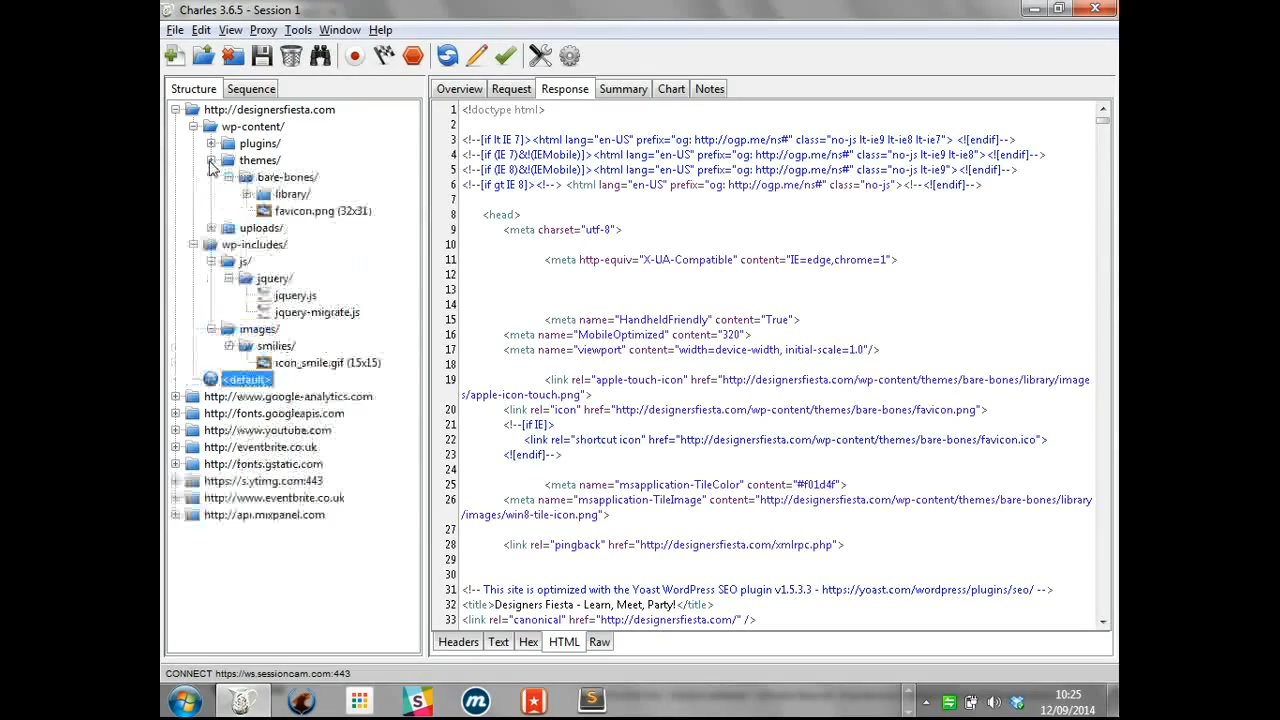 Charles 3.6.5 - Session 1
File Edit View Proxy Tools Window Help
Structure Sequence
http://designersfiesta.com
wp-content/
plugins/
themes/
bare-bones/
library/
favicon.png (32x31)
uploads/
wp-includes/
js/
jquery/
jquery.js
jquery-migrate.js
images/
smilies/
icon_smile.gif (15x15)
<default>
http://www.google-analytics.com
http://fonts.googleapis.com
http://www.youtube.com
http://eventbrite.co.uk
http://fonts.gstatic.com
https://s.ytimg.com:443
http://www.eventbrite.co.uk
http://api.mixpanel.com
Overview Request Response Summary Chart Notes
1 <!doctype html>
2
3 <!--[if lt IE 7]><html lang="en-US" prefix="og: http://ogp.me/ns#" class="no-js lt-ie9 lt-ie8 lt-ie7"> <![endif]-->
4 <!--[if (IE 7)&!(IEMobile)]><html lang="en-US" prefix="og: http://ogp.me/ns#" class="no-js lt-ie9 lt-ie8"><![endif]-->
5 <!--[if (IE 8)&!(IEMobile)]><html lang="en-US" prefix="og: http://ogp.me/ns#" class="no-js lt-ie9"><![endif]-->
6 <!--[if gt IE 8]><!--> <html lang="en-US" prefix="og: http://ogp.me/ns#" class="no-js"><!--<![endif]-->
7
8 <head>
9 <meta charset="utf-8">
10
11 <meta http-equiv="X-UA-Compatible" content="IE=edge,chrome=1">
12
13
14
15 <meta name="HandheldFriendly" content="True">
16 <meta name="MobileOptimized" content="320">
17 <meta name="viewport" content="width=device-width, initial-scale=1.0"/>
18
19 <link rel="apple-touch-icon" href="http://designersfiesta.com/wp-content/themes/bare-bones/library/image
s/apple-icon-touch.png">
20 <link rel="icon" href="http://designersfiesta.com/wp-content/themes/bare-bones/favicon.png">
21 <!--[if IE]>
22 <link rel="shortcut icon" href="http://designersfiesta.com/wp-content/themes/bare-bones/favicon.ico">
23 <![endif]-->
24
25 <meta name="msapplication-TileColor" content="#f01d4f">
26 <meta name="msapplication-TileImage" content="http://designersfiesta.com/wp-content/themes/bare-bones/library
/images/win8-tile-icon.png">
27
28 <link rel="pingback" href="http://designersfiesta.com/xmlrpc.php">
29
30
31 <!-- This site is optimized with the Yoast WordPress SEO plugin v1.5.3.3 - https://yoast.com/wordpress/plugins/seo/ -->
32 <title>Designers Fiesta - Learn, Meet, Party!</title>
33 <link rel="canonical" href="http://designersfiesta.com/" />
Headers Text Hex HTML Raw
CONNECT https://ws.sessioncam.com:443
S m S
10:25
12/09/2014